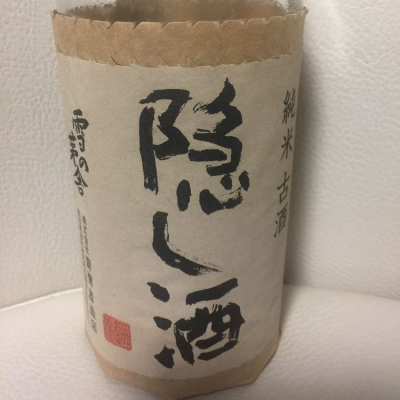 純米 古酒
隠し酒
雪の茅舎